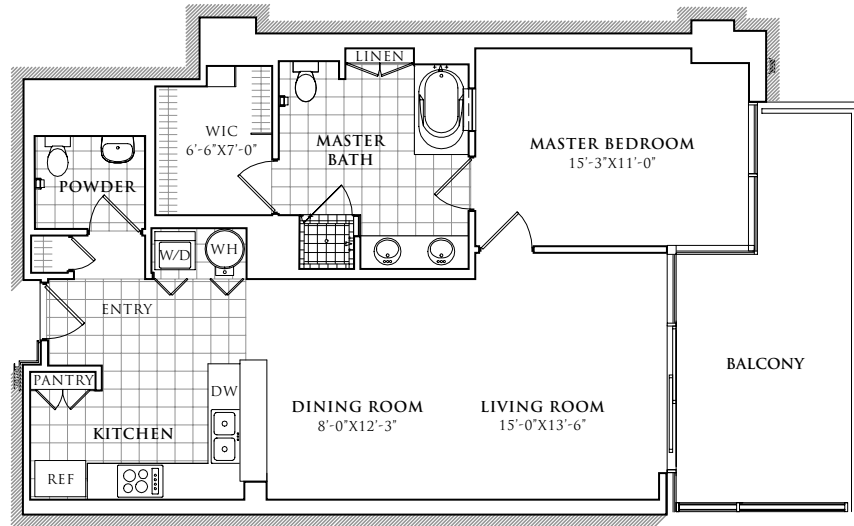 LINEN
WIC
6'-6"X7'-0"
MASTER
BATH
MASTER BEDROOM
15'-3"X11'-0"
POWDER
W/D
WH
ENTRY
PANTRY
DW
KITCHEN
REF
DINING ROOM
8'-0"X12'-3"
LIVING ROOM
15'-0"X13'-6"
BALCONY